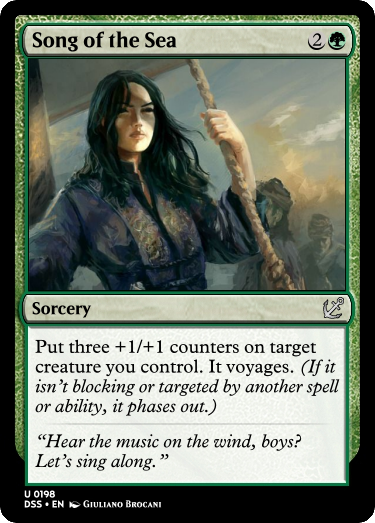 Song of the Sea 2
Sorcery
Put three +1/+1 counters on target
creature you control. It voyages. (If it
isn't blocking or targeted by another spell
or ability, it phases out.)
"Hear the music on the wind, boys?
Let's sing along."
U 0198
DSS • EN Giuliano Brocani